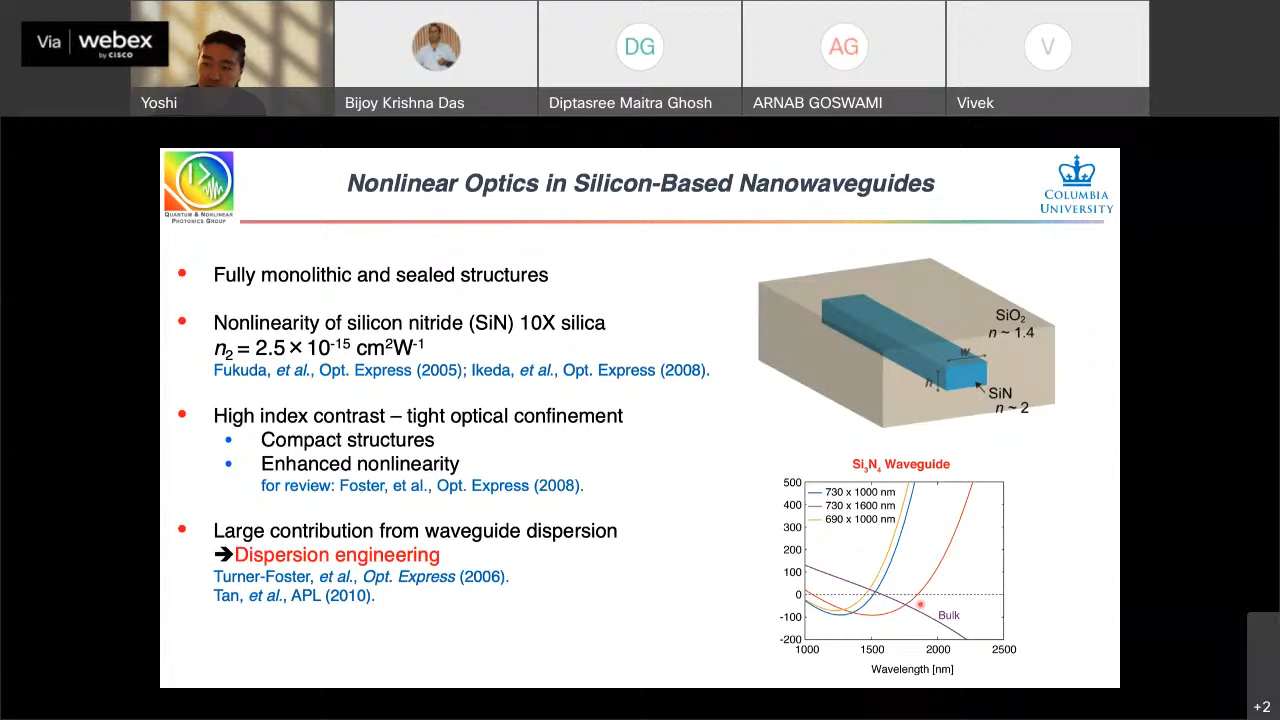 Via webex
by CISCO
DG
AG
V
Yoshi
Bijoy Krishna Das
Diptasree Maitra Ghosh
ARNAB GOSWAMI
Vivek
QUANTUM & NONLINEAR
PHOTONICS GROUP
Nonlinear Optics in Silicon-Based Nanowaveguides
COLUMBIA
UNIVERSITY
• Fully monolithic and sealed structures
• Nonlinearity of silicon nitride (SiN) 10X silica
n₂ = 2.5 × 10⁻¹⁵ cm²W⁻¹
Fukuda, et al., Opt. Express (2005); Ikeda, et al., Opt. Express (2008).
• High index contrast – tight optical confinement
• Compact structures
• Enhanced nonlinearity
for review: Foster, et al., Opt. Express (2008).
• Large contribution from waveguide dispersion
➔Dispersion engineering
Turner-Foster, et al., Opt. Express (2006).
Tan, et al., APL (2010).
SiO₂
n ~ 1.4
w
h
SiN
n ~ 2
Si₃N₄ Waveguide
500
400
300
200
100
0
-100
-200
730 x 1000 nm
730 x 1600 nm
690 x 1000 nm
Bulk
1000 1500 2000 2500
Wavelength [nm]
+2